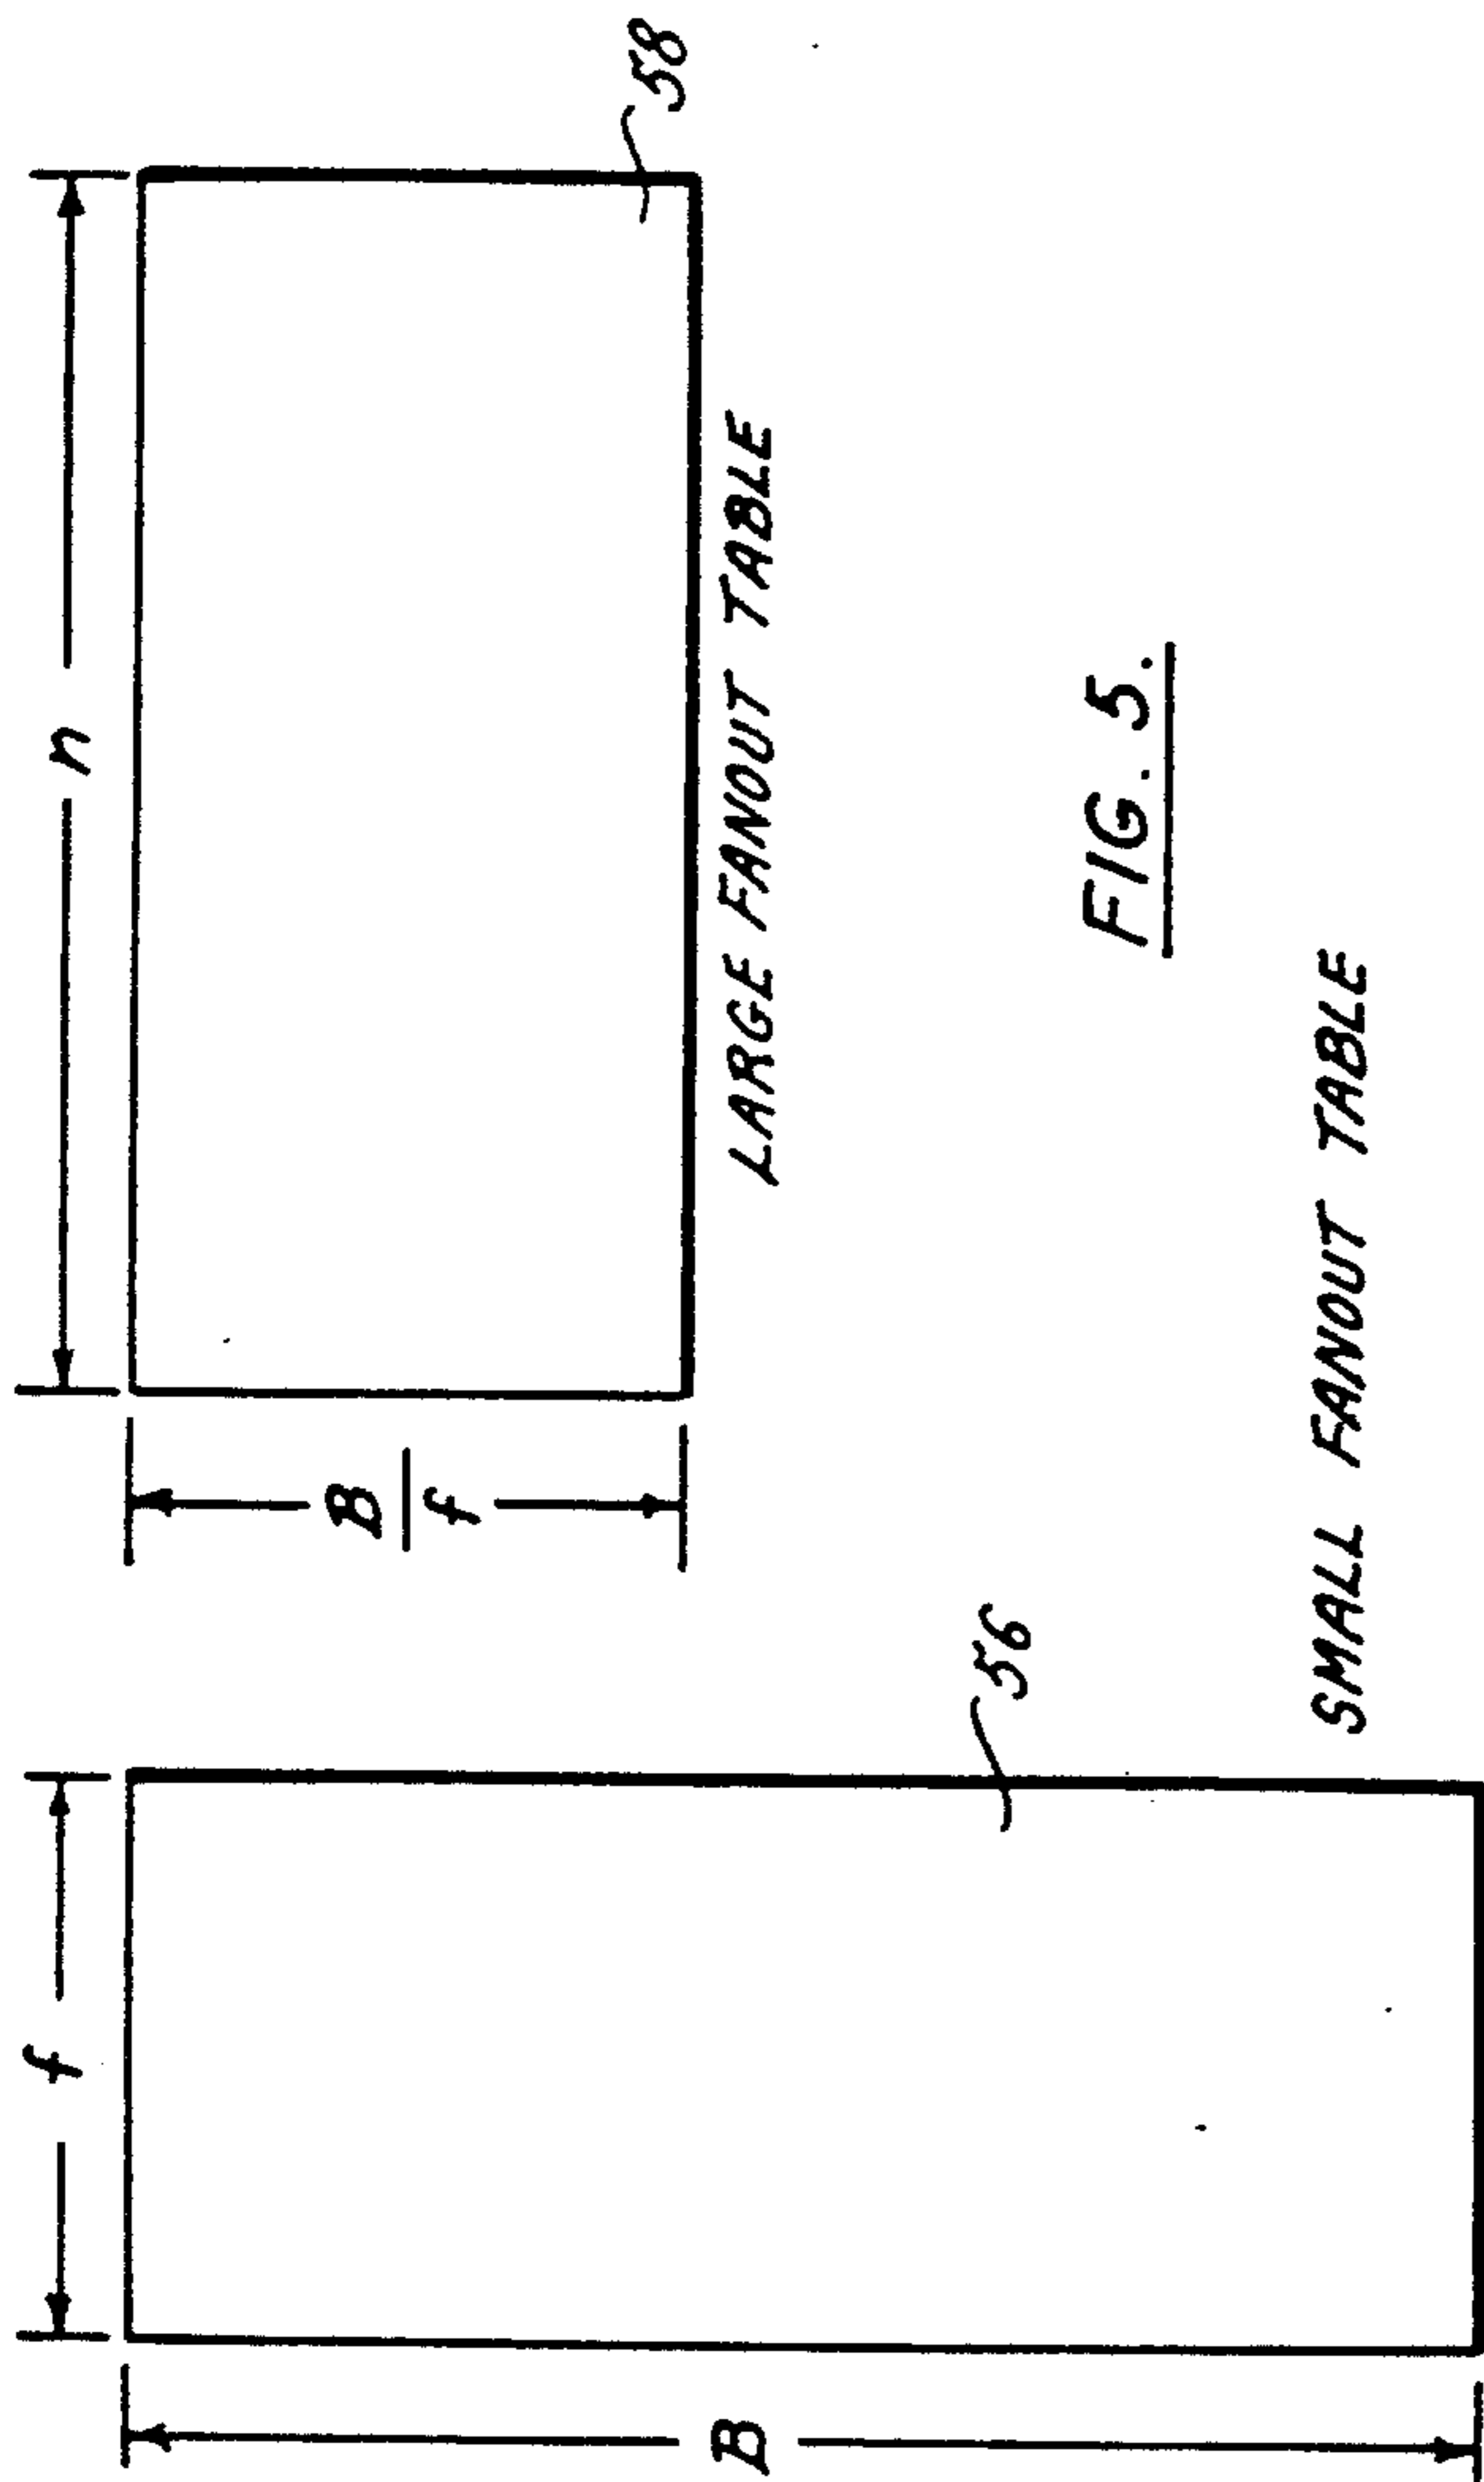 f
B
56
SMALL FANOUT TABLE
n
B
f
58
LARGE FANOUT TABLE
FIG. 5.